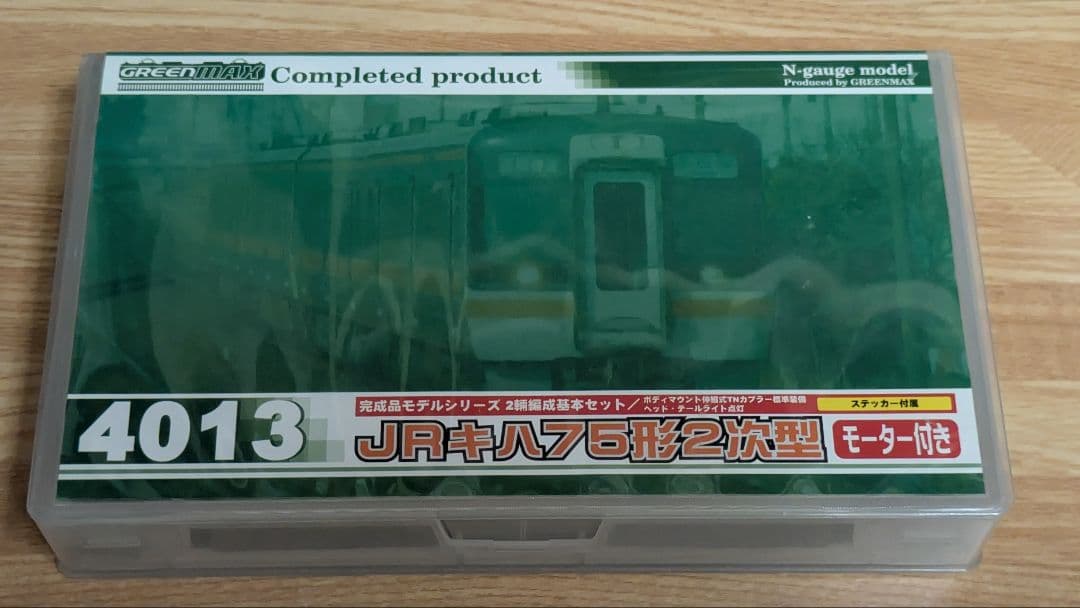 GREENMAX Completed product
N-gauge model
Produced by GREENMAX
4013
完成品モデルシリーズ 2輌編成基本セット/
ボディマウント伸縮式TNカプラー標準装備
ヘッド・テールライト点灯
ステッカー付属
JRキハ75形2次型
モーター付き